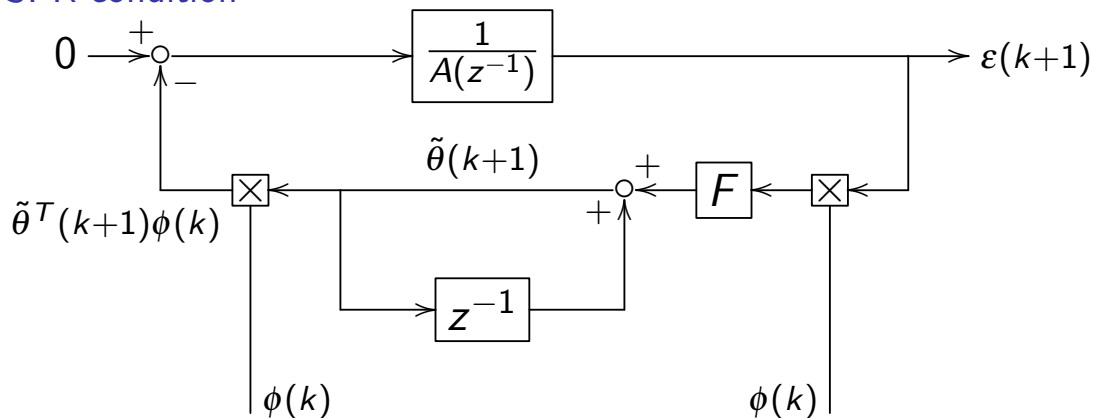 0
+
−
1
A(z⁻¹)
ε(k+1)
θ̃(k+1)
+
F
+
θ̃ᵀ(k+1)ϕ(k)
z⁻¹
ϕ(k)
ϕ(k)